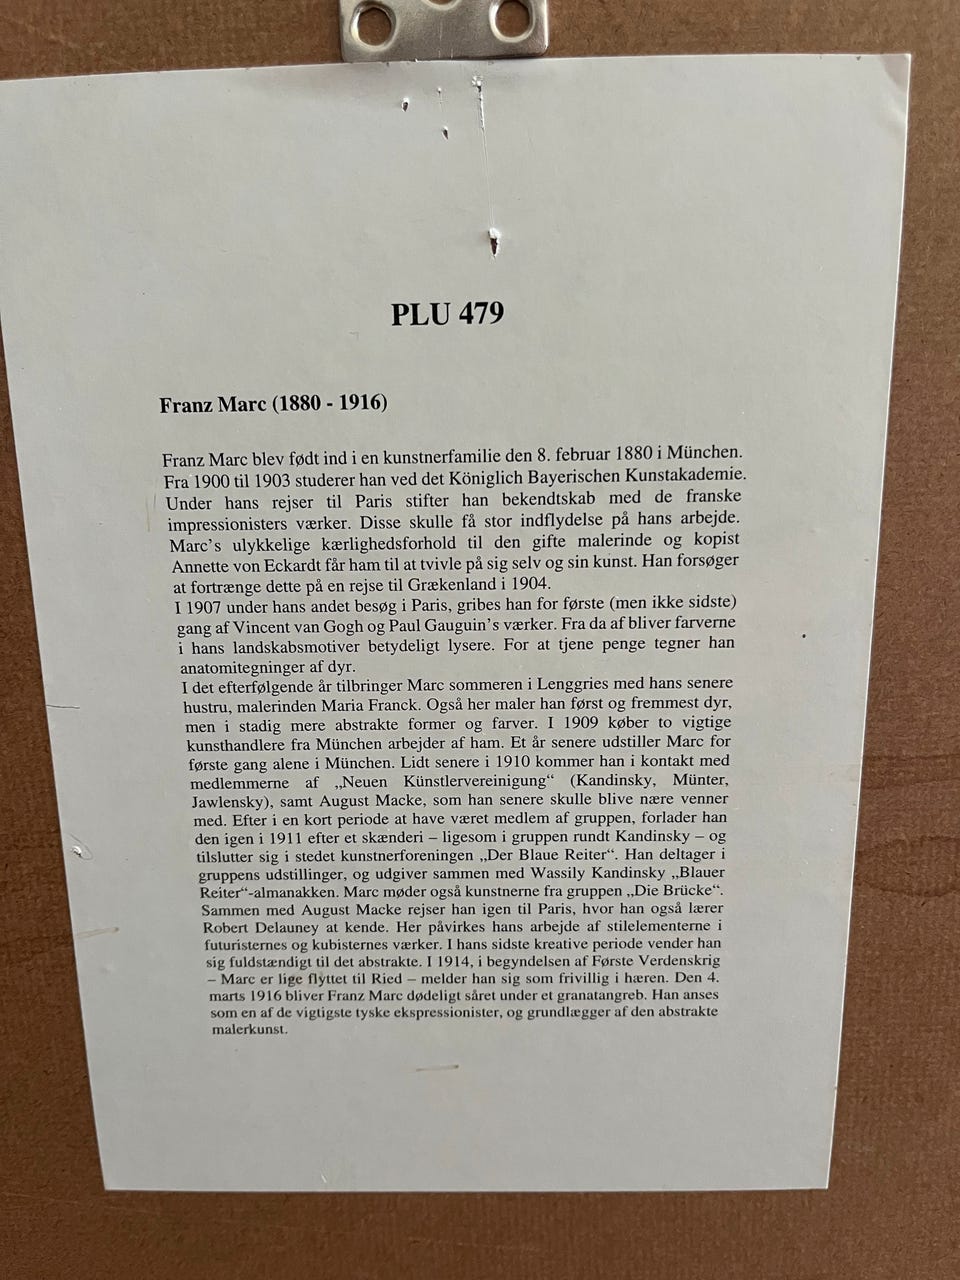 PLU 479
Franz Marc (1880 - 1916)
Franz Marc blev født ind i en kunstnerfamilie den 8. februar 1880 i München.
Fra 1900 til 1903 studerer han ved det Königlich Bayerischen Kunstakademie.
Under hans rejser til Paris stifter han bekendtskab med de franske
impressionisters værker. Disse skulle få stor indflydelse på hans arbejde.
Marc's ulykkelige kærlighedsforhold til den gifte malerinde og kopist
Annette von Eckardt får ham til at tvivle på sig selv og sin kunst. Han forsøger
at fortrænge dette på en rejse til Grækenland i 1904.
I 1907 under hans andet besøg i Paris, gribes han for første (men ikke sidste)
gang af Vincent van Gogh og Paul Gauguin's værker. Fra da af bliver farverne
i hans landskabsmotiver betydeligt lysere. For at tjene penge tegner han
anatomitegninger af dyr.
I det efterfølgende år tilbringer Marc sommeren i Lenggries med hans senere
hustru, malerinden Maria Franck. Også her maler han først og fremmest dyr,
men i stadig mere abstrakte former og farver. I 1909 køber to vigtige
kunsthandlere fra München arbejder af ham. Et år senere udstiller Marc for
første gang alene i München. Lidt senere i 1910 kommer han i kontakt med
medlemmerne af „Neuen Künstlervereinigung“ (Kandinsky, Münter,
Jawlensky), samt August Macke, som han senere skulle blive nære venner
med. Efter i en kort periode at have været medlem af gruppen, forlader han
den igen i 1911 efter et skænderi – ligesom i gruppen rundt Kandinsky – og
tilslutter sig i stedet kunstnerforeningen „Der Blaue Reiter“. Han deltager i
gruppens udstillinger, og udgiver sammen med Wassily Kandinsky „Blauer
Reiter“-almanakken. Marc møder også kunstnerne fra gruppen „Die Brücke“.
Sammen med August Macke rejser han igen til Paris, hvor han også lærer
Robert Delauney at kende. Her påvirkes hans arbejde af stilelementerne i
futuristernes og kubisternes værker. I hans sidste kreative periode vender han
sig fuldstændigt til det abstrakte. I 1914, i begyndelsen af Første Verdenskrig
– Marc er lige flyttet til Ried – melder han sig som frivillig i hæren. Den 4.
marts 1916 bliver Franz Marc dødeligt såret under et granatangreb. Han anses
som en af de vigtigste tyske ekspressionister, og grundlægger af den abstrakte
malerkunst.